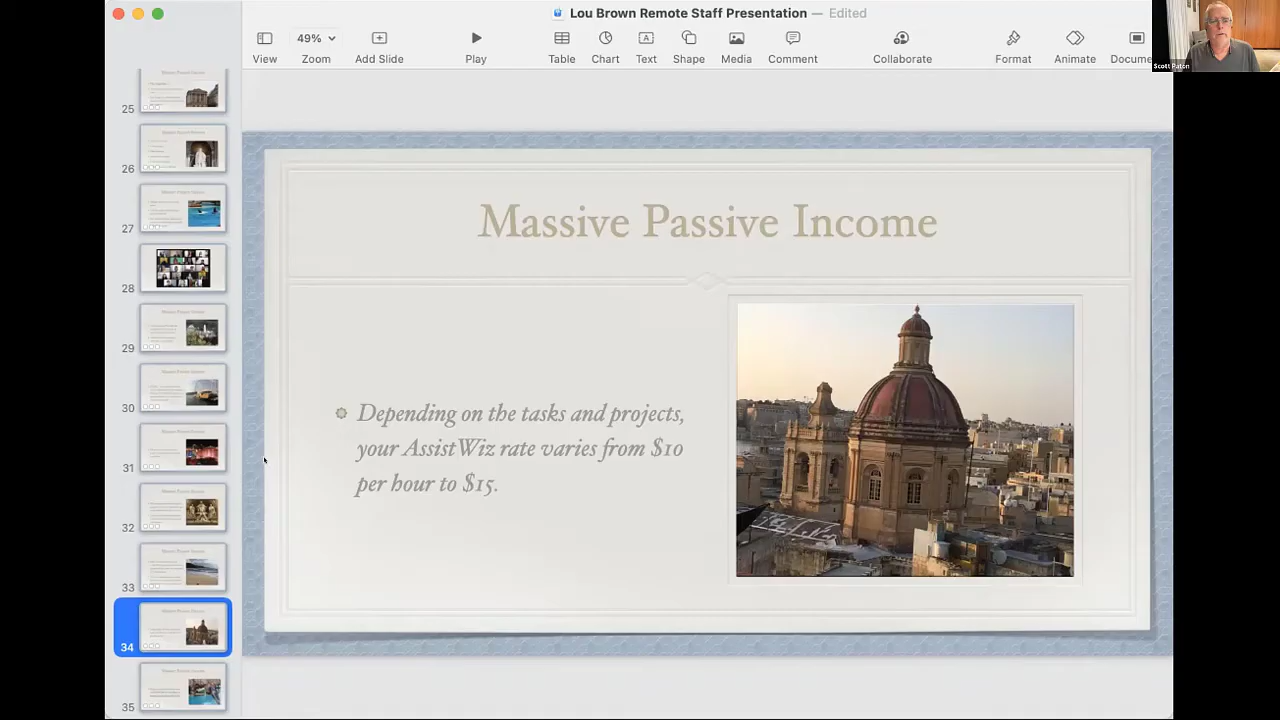 Lou Brown Remote Staff Presentation — Edited
49%
View
Zoom
Add Slide
Play
Table
Chart
Text
Shape
Media
Comment
Collaborate
Format
Animate
Docume
Scott Paton
25
26
27
28
29
30
31
32
33
34
35
Massive Passive Income
Depending on the tasks and projects,
your AssistWiz rate varies from $10
per hour to $15.